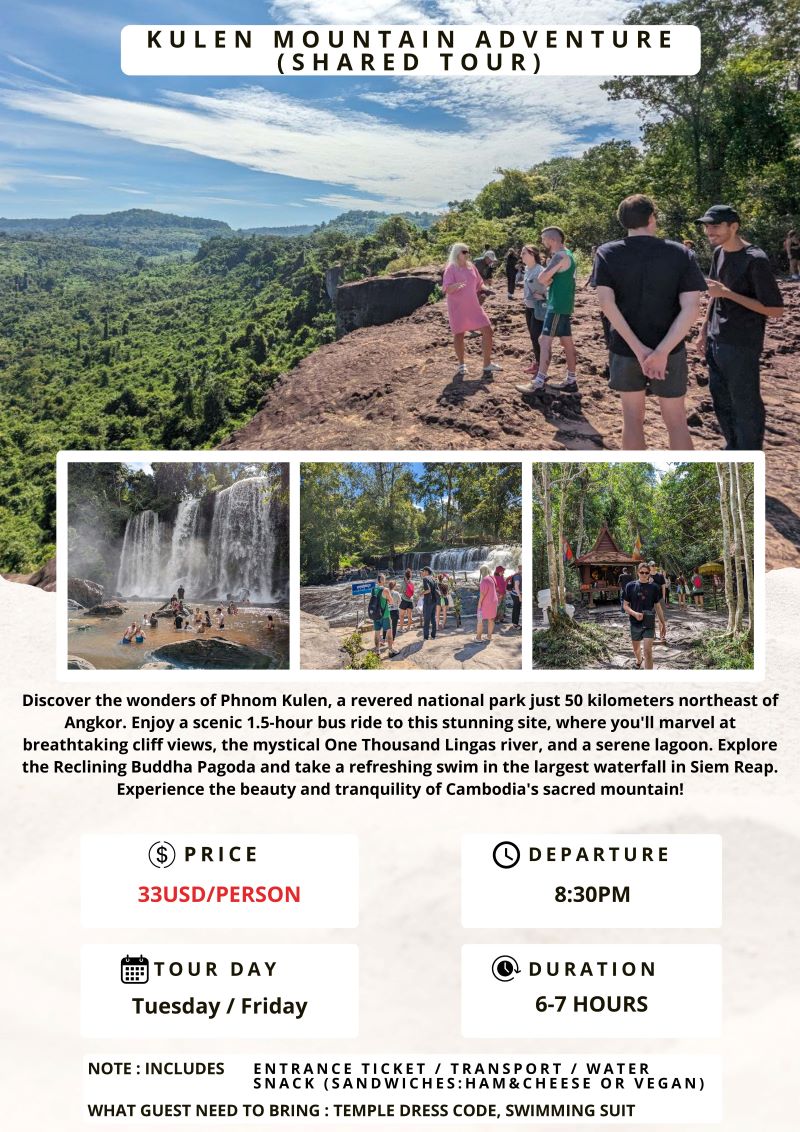 KULEN MOUNTAIN ADVENTURE
(SHARED TOUR)
Discover the wonders of Phnom Kulen, a revered national park just 50 kilometers northeast of
Angkor. Enjoy a scenic 1.5-hour bus ride to this stunning site, where you'll marvel at
breathtaking cliff views, the mystical One Thousand Lingas river, and a serene lagoon. Explore
the Reclining Buddha Pagoda and take a refreshing swim in the largest waterfall in Siem Reap.
Experience the beauty and tranquility of Cambodia's sacred mountain!
PRICE
33USD/PERSON
DEPARTURE
8:30PM
TOUR DAY
Tuesday / Friday
DURATION
6-7 HOURS
NOTE : INCLUDES ENTRANCE TICKET / TRANSPORT / WATER
SNACK (SANDWICHES:HAM&CHEESE OR VEGAN)
WHAT GUEST NEED TO BRING : TEMPLE DRESS CODE, SWIMMING SUIT